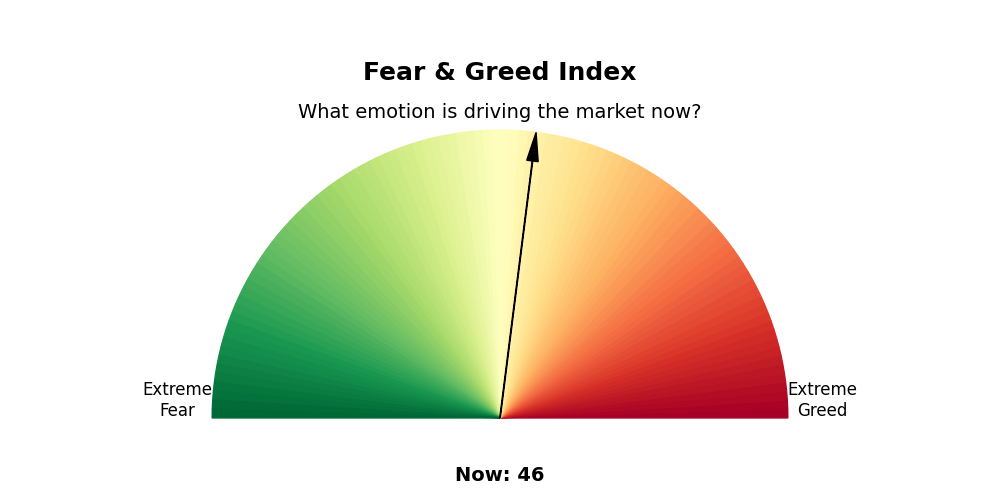 Fear & Greed Index
What emotion is driving the market now?
Extreme
Fear
Extreme
Greed
Now: 46